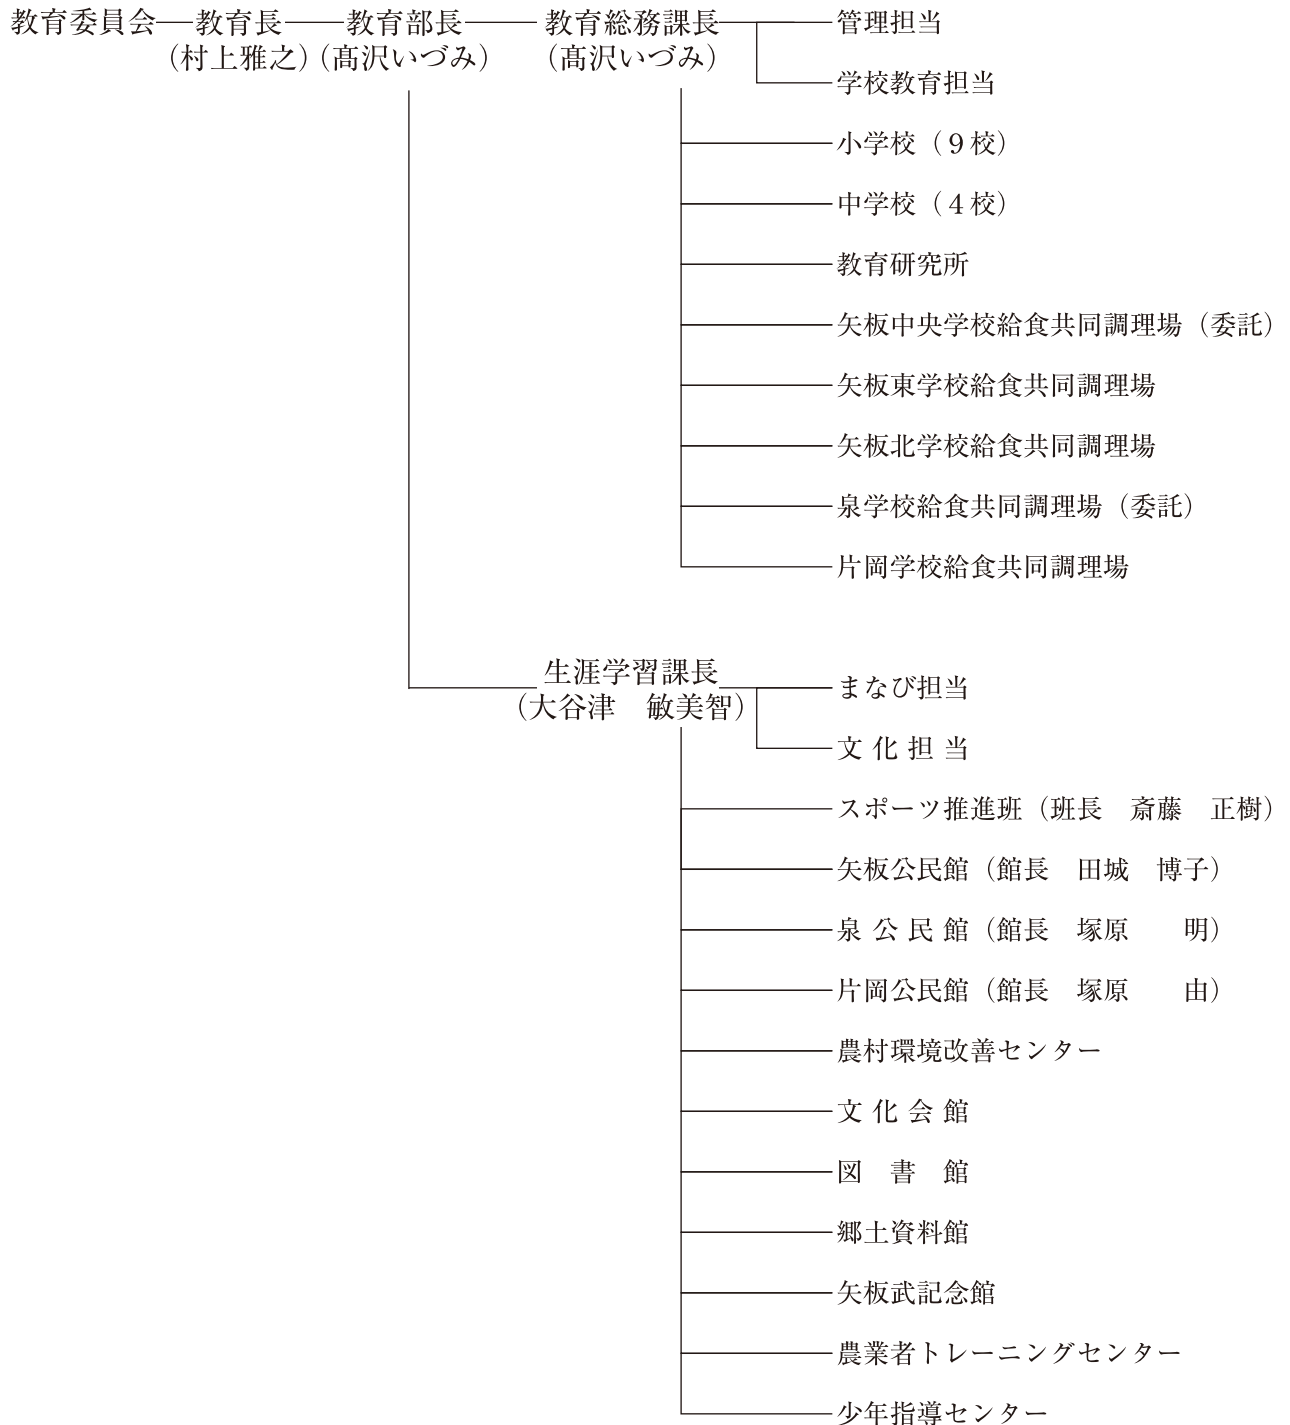 教育委員会 教育長 教育部長 教育総務課長 管理担当
（村上雅之）（髙沢いづみ） （髙沢いづみ）
学校教育担当
小学校（９校）
中学校（４校）
教育研究所
矢板中央学校給食共同調理場（委託）
矢板東学校給食共同調理場
矢板北学校給食共同調理場
泉学校給食共同調理場（委託）
片岡学校給食共同調理場
生涯学習課長
（大谷津　敏美智）
まなび担当
文化担当
スポーツ推進班（班長　斎藤　正樹）
矢板公民館（館長　田城　博子）
泉公民館（館長　塚原　　明）
片岡公民館（館長　塚原　　由）
農村環境改善センター
文化会館
図　書　館
郷土資料館
矢板武記念館
農業者トレーニングセンター
少年指導センター